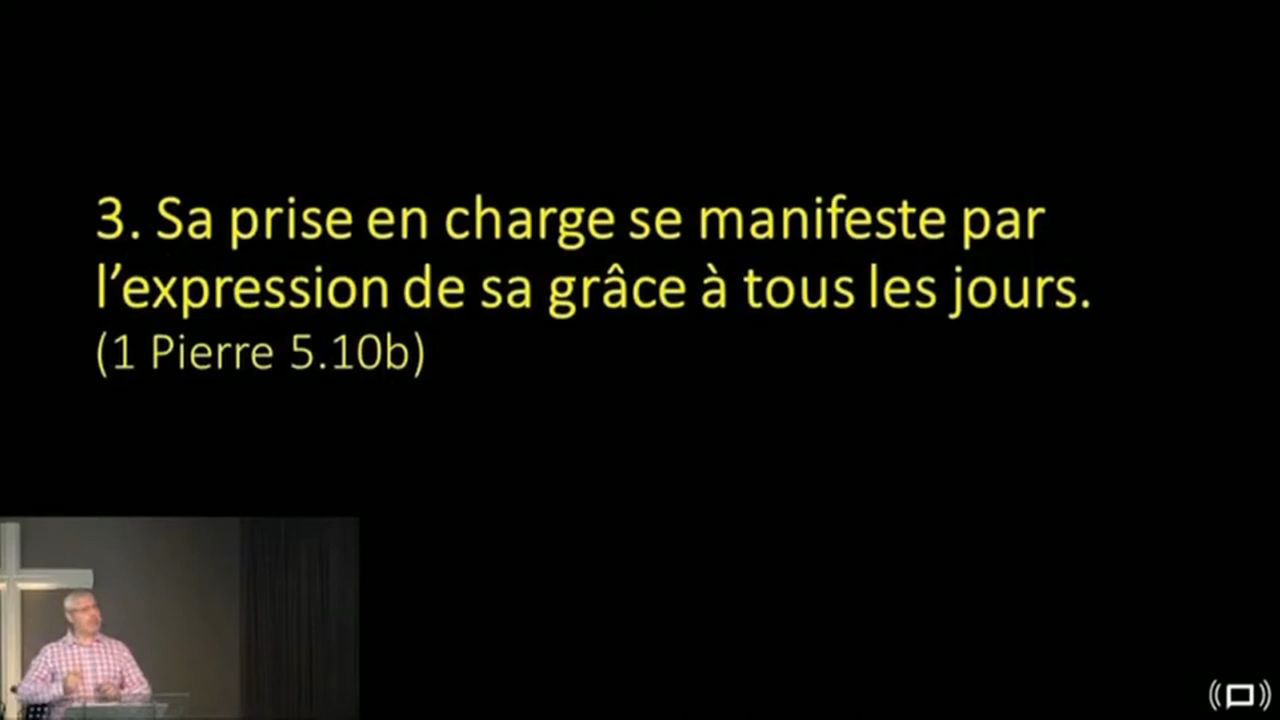 3. Sa prise en charge se manifeste par
l’expression de sa grâce à tous les jours.
(1 Pierre 5.10b)